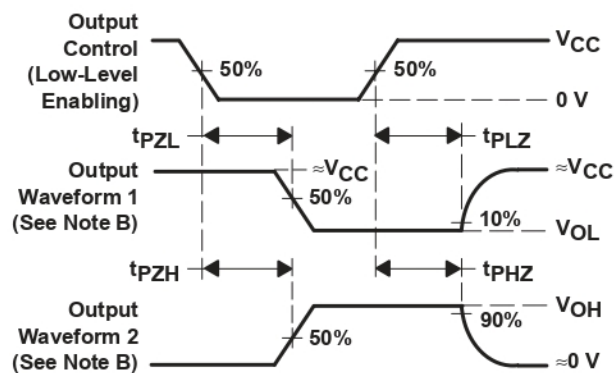 Output
Control
(Low-Level
Enabling)
50%
50%
VCC
0 V
tPZL
tPLZ
Output
Waveform 1
(See Note B)
≈VCC
50%
≈VCC
10%
VOL
tPZH
tPHZ
Output
Waveform 2
(See Note B)
50%
VOH
90%
≈0 V